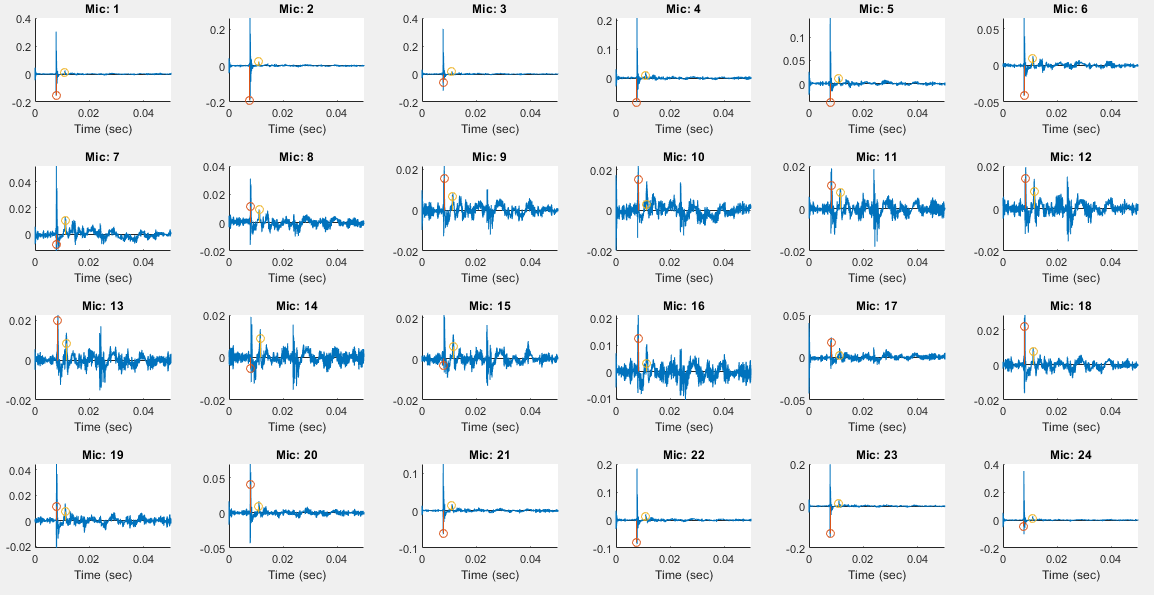 Mic: 1 Mic: 2 Mic: 3 Mic: 4 Mic: 5 Mic: 6
0.4 0.2 0 -0.2 0 0.02 0.04
0.2 0 -0.2 0 0.02 0.04
0.4 0.2 0 -0.2 0 0.02 0.04
0.2 0.1 0 0 0.02 0.04
0.1 0.05 0 0 0.02 0.04
0.05 0 -0.05 0 0.02 0.04
Time (sec) Time (sec) Time (sec) Time (sec) Time (sec) Time (sec)
Mic: 7 Mic: 8 Mic: 9 Mic: 10 Mic: 11 Mic: 12
0.04 0.02 0 0 0.02 0.04
0.04 0.02 0 -0.02 0 0.02 0.04
0.02 0 -0.02 0 0.02 0.04
0.02 0 -0.02 0 0.02 0.04
0.02 0 -0.02 0 0.02 0.04
0.02 0 -0.02 0 0.02 0.04
Time (sec) Time (sec) Time (sec) Time (sec) Time (sec) Time (sec)
Mic: 13 Mic: 14 Mic: 15 Mic: 16 Mic: 17 Mic: 18
0.02 0 -0.02 0 0.02 0.04
0.02 0 -0.02 0 0.02 0.04
0.02 0 -0.02 0 0.02 0.04
0.02 0.01 0 -0.01 0 0.02 0.04
0.05 0 -0.05 0 0.02 0.04
0.02 0 -0.02 0 0.02 0.04
Time (sec) Time (sec) Time (sec) Time (sec) Time (sec) Time (sec)
Mic: 19 Mic: 20 Mic: 21 Mic: 22 Mic: 23 Mic: 24
0.04 0.02 0 -0.02 0 0.02 0.04
0.05 0 -0.05 0 0.02 0.04
0.1 0 -0.1 0 0.02 0.04
0.2 0.1 0 -0.1 0 0.02 0.04
0.2 0 -0.2 0 0.02 0.04
0.4 0.2 0 -0.2 0 0.02 0.04
Time (sec) Time (sec) Time (sec) Time (sec) Time (sec) Time (sec)